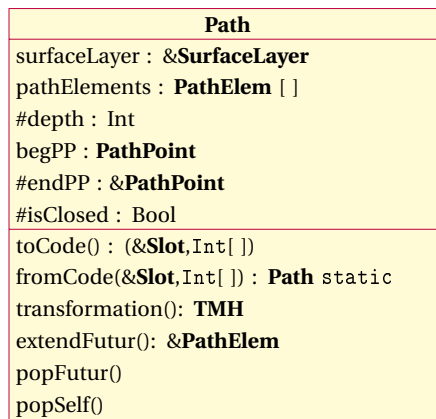 Path
surfaceLayer : &SurfaceLayer
pathElements : PathElem [ ]
#depth : Int
begPP : PathPoint
#endPP : &PathPoint
#isClosed : Bool
toCode() : (&Slot,Int[ ])
fromCode(&Slot,Int[ ]) : Path static
transformation(): TMH
extendFutur(): &PathElem
popFutur()
popSelf()